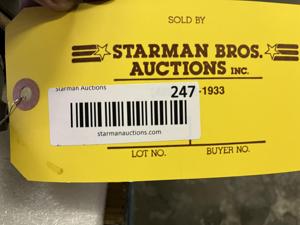 SOLD BY
STARMAN BROS.
AUCTIONS INC.
Starman Auctions 247
-1933
starmanauctions.com
LOT NO. BUYER NO.